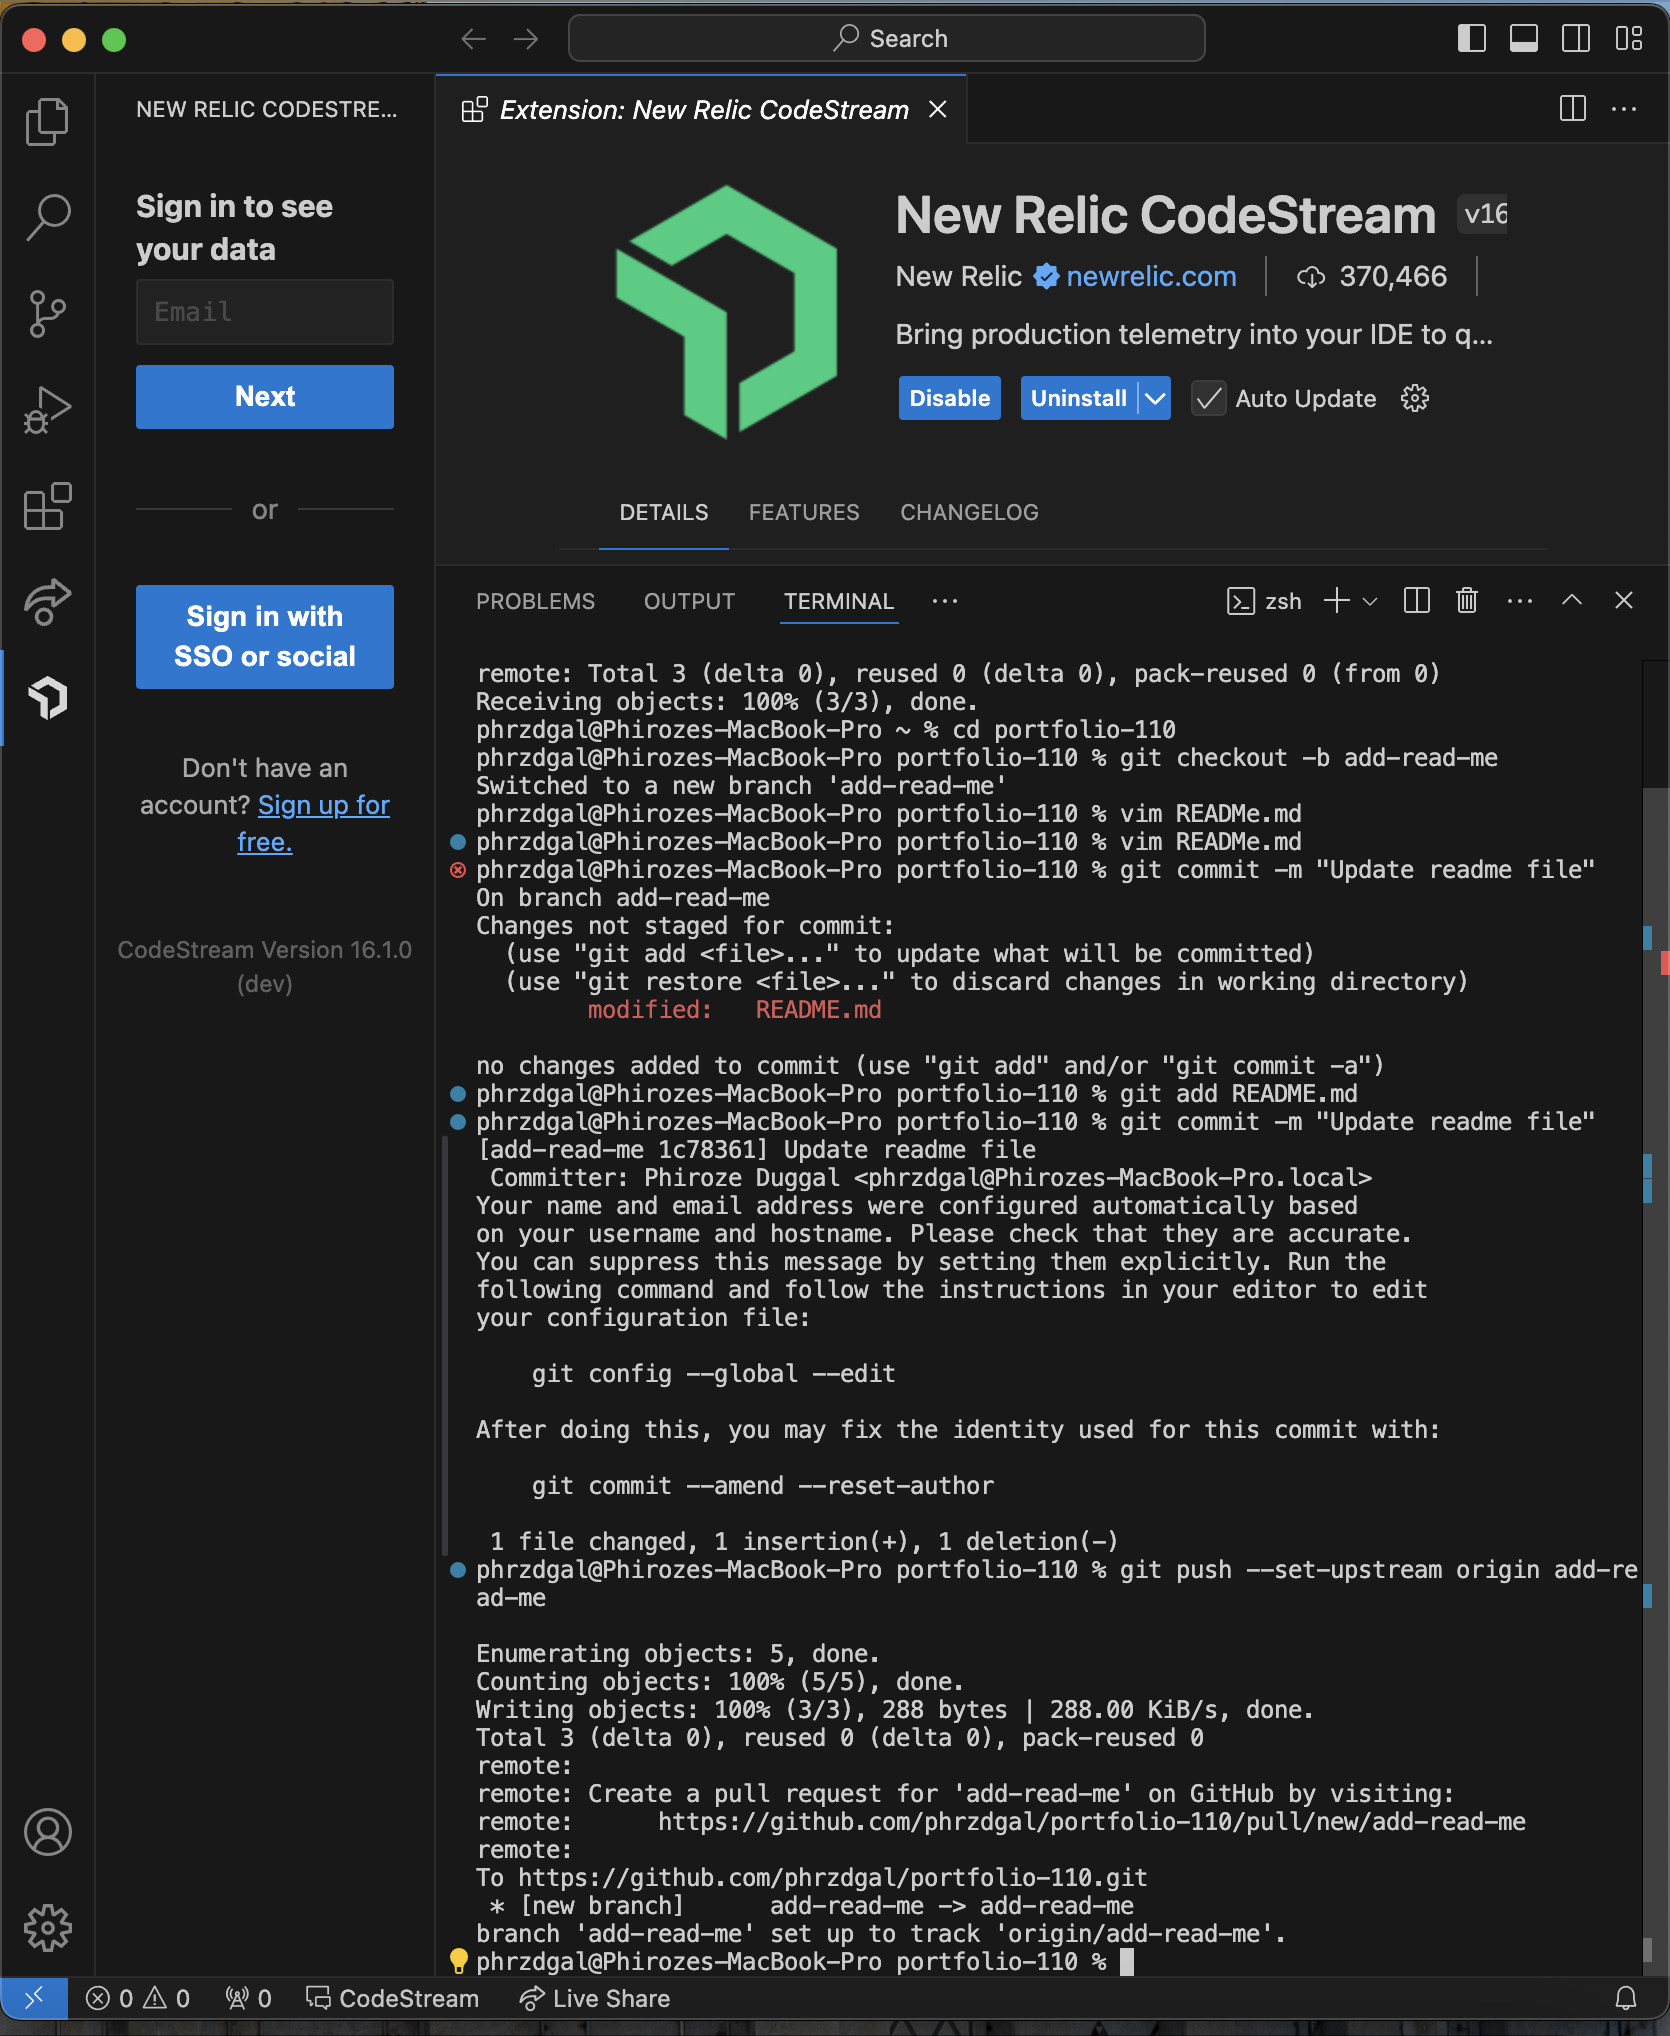 Search
NEW RELIC CODESTRE...
Extension: New Relic CodeStream
Sign in to see
your data
Email
Next
or
Sign in with
SSO or social
Don't have an
account? Sign up for
free.
CodeStream Version 16.1.0
(dev)
New Relic CodeStream v16
New Relic newrelic.com 370,466
Bring production telemetry into your IDE to q...
Disable Uninstall Auto Update
DETAILS FEATURES CHANGELOG
PROBLEMS OUTPUT TERMINAL ... zsh
remote: Total 3 (delta 0), reused 0 (delta 0), pack-reused 0 (from 0)
Receiving objects: 100% (3/3), done.
phrzdgal@Phirozes-MacBook-Pro ~ % cd portfolio-110
phrzdgal@Phirozes-MacBook-Pro portfolio-110 % git checkout -b add-read-me
Switched to a new branch 'add-read-me'
phrzdgal@Phirozes-MacBook-Pro portfolio-110 % vim READMe.md
phrzdgal@Phirozes-MacBook-Pro portfolio-110 % vim READMe.md
phrzdgal@Phirozes-MacBook-Pro portfolio-110 % git commit -m "Update readme file"
On branch add-read-me
Changes not staged for commit:
  (use "git add <file>..." to update what will be committed)
  (use "git restore <file>..." to discard changes in working directory)
        modified:   README.md
no changes added to commit (use "git add" and/or "git commit -a")
phrzdgal@Phirozes-MacBook-Pro portfolio-110 % git add README.md
phrzdgal@Phirozes-MacBook-Pro portfolio-110 % git commit -m "Update readme file"
[add-read-me 1c78361] Update readme file
 Committer: Phiroze Duggal <phrzdgal@Phirozes-MacBook-Pro.local>
Your name and email address were configured automatically based
on your username and hostname. Please check that they are accurate.
You can suppress this message by setting them explicitly. Run the
following command and follow the instructions in your editor to edit
your configuration file:
    git config --global --edit
After doing this, you may fix the identity used for this commit with:
    git commit --amend --reset-author
 1 file changed, 1 insertion(+), 1 deletion(-)
phrzdgal@Phirozes-MacBook-Pro portfolio-110 % git push --set-upstream origin add-re
ad-me
Enumerating objects: 5, done.
Counting objects: 100% (5/5), done.
Writing objects: 100% (3/3), 288 bytes | 288.00 KiB/s, done.
Total 3 (delta 0), reused 0 (delta 0), pack-reused 0
remote:
remote: Create a pull request for 'add-read-me' on GitHub by visiting:
remote:      https://github.com/phrzdgal/portfolio-110/pull/new/add-read-me
remote:
To https://github.com/phrzdgal/portfolio-110.git
 * [new branch]      add-read-me -> add-read-me
branch 'add-read-me' set up to track 'origin/add-read-me'.
phrzdgal@Phirozes-MacBook-Pro portfolio-110 %
0 0 0 CodeStream Live Share